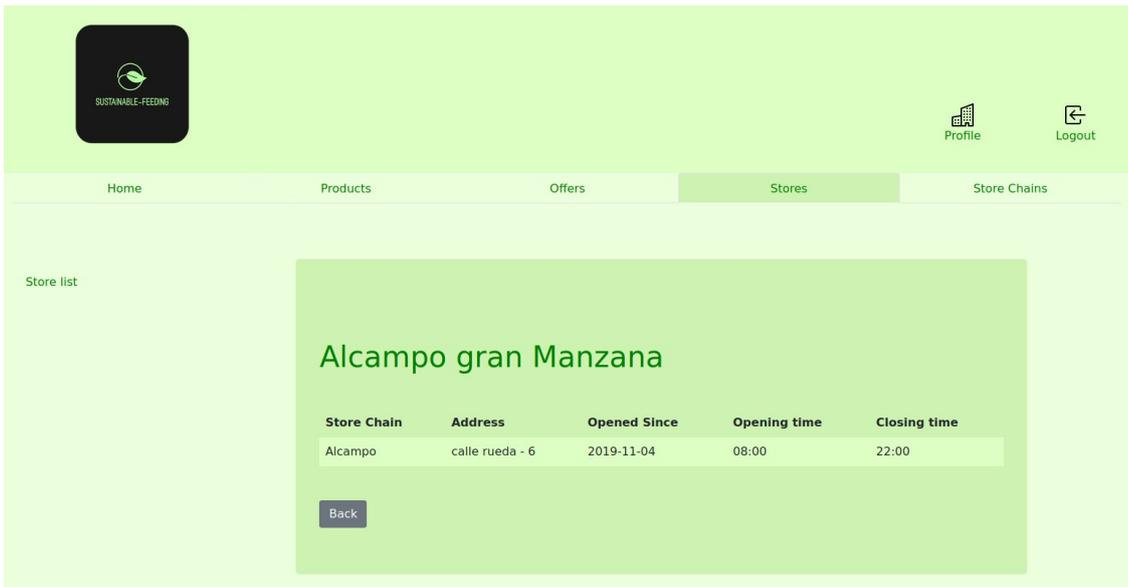 SUSTAINABLE-FEEDING
Profile Logout
Home Products Offers Stores Store Chains
Store list
Alcampo gran Manzana
Store Chain Address Opened Since Opening time Closing time
Alcampo calle rueda - 6 2019-11-04 08:00 22:00
Back